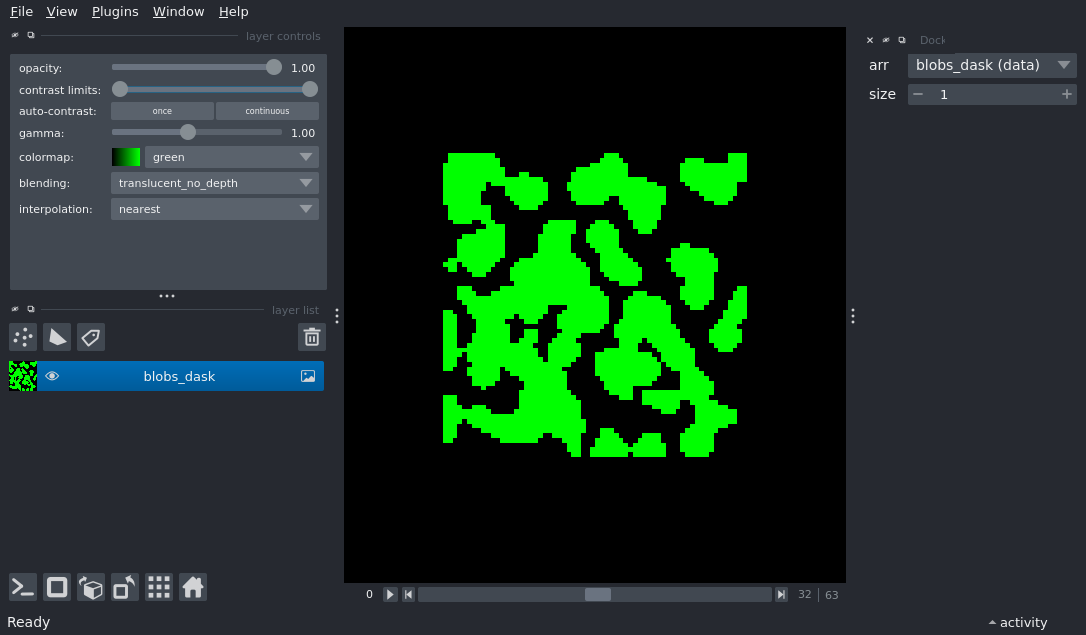 File View Plugins Window Help
layer controls
opacity: 1.00
contrast limits:
auto-contrast: once continuous
gamma: 1.00
colormap: green
blending: translucent_no_depth
interpolation: nearest
layer list
blobs_dask
0 32 63
Ready
Dock
arr blobs_dask (data)
size 1
activity